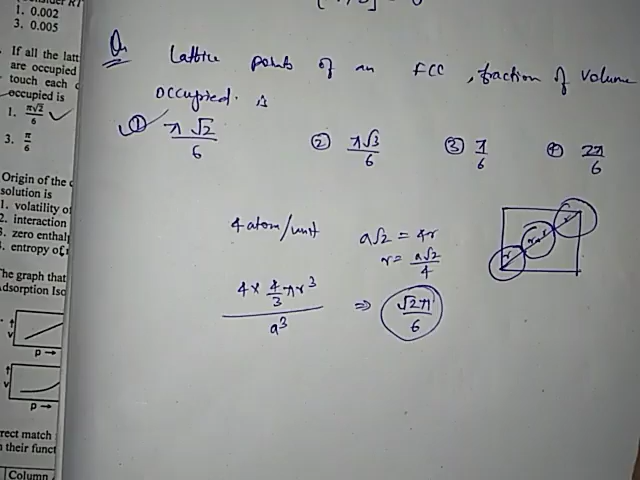 1. 0.002
3. 0.005
If all the latt
are occupied
touch each
occupied is
1. π√2/6
3. π/6
Origin of the
solution is
1. volatility of
2. interaction
3. zero enthal
. entropy of
The graph that
Adsorption Iso
V
P →
V
P →
rect match
n their funct
Column
Qn Lattice points of an FCC, fraction of volume
occupied. is
① π√2/6 ② π√3/6 ③ π/6 ④ 2π/6
4 atom/unit
a√2 = 4r
r = a√2/4
4 × 4/3 πr³ / a³ ⇒ √2π/6